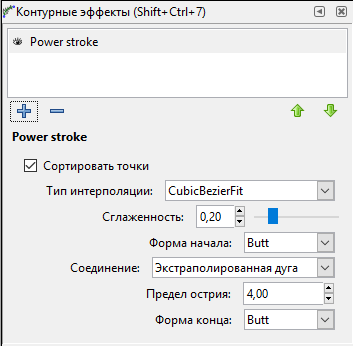 Контурные эффекты (Shift+Ctrl+7)
Power stroke
Power stroke
Сортировать точки
Тип интерполяции: CubicBezierFit
Сглаженность: 0,20
Форма начала: Butt
Соединение: Экстраполированная дуга
Предел острия: 4,00
Форма конца: Butt